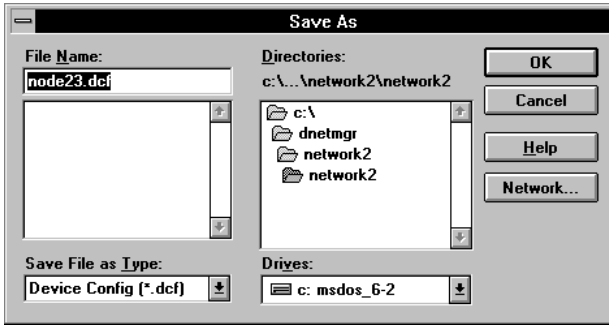 Save As
File Name:
node23.dcf
Directories:
c:\...\network2\network2
c:\
dnetmgr
network2
network2
OK
Cancel
Help
Network...
Save File as Type:
Device Config (*.dcf)
Drives:
c: msdos_6-2